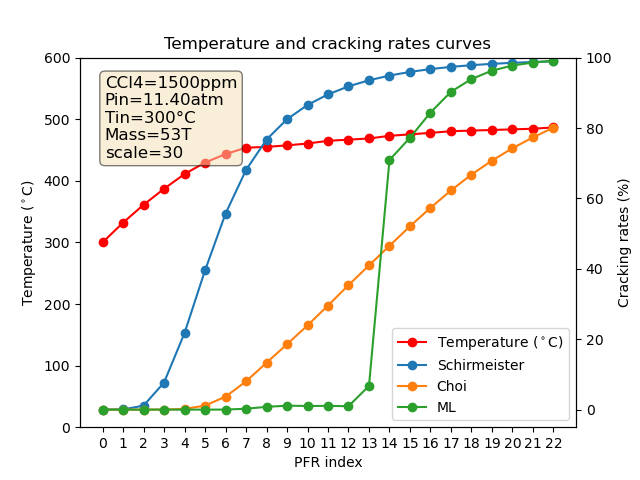 Temperature and cracking rates curves
CCl4=1500ppm
Pin=11.40atm
Tin=300°C
Mass=53T
scale=30
Temperature (°C)
600
500
400
300
200
100
0
Cracking rates (%)
100
80
60
40
20
0
Temperature (°C)
Schirmeister
Choi
ML
0 1 2 3 4 5 6 7 8 9 10 11 12 13 14 15 16 17 18 19 20 21 22
PFR index